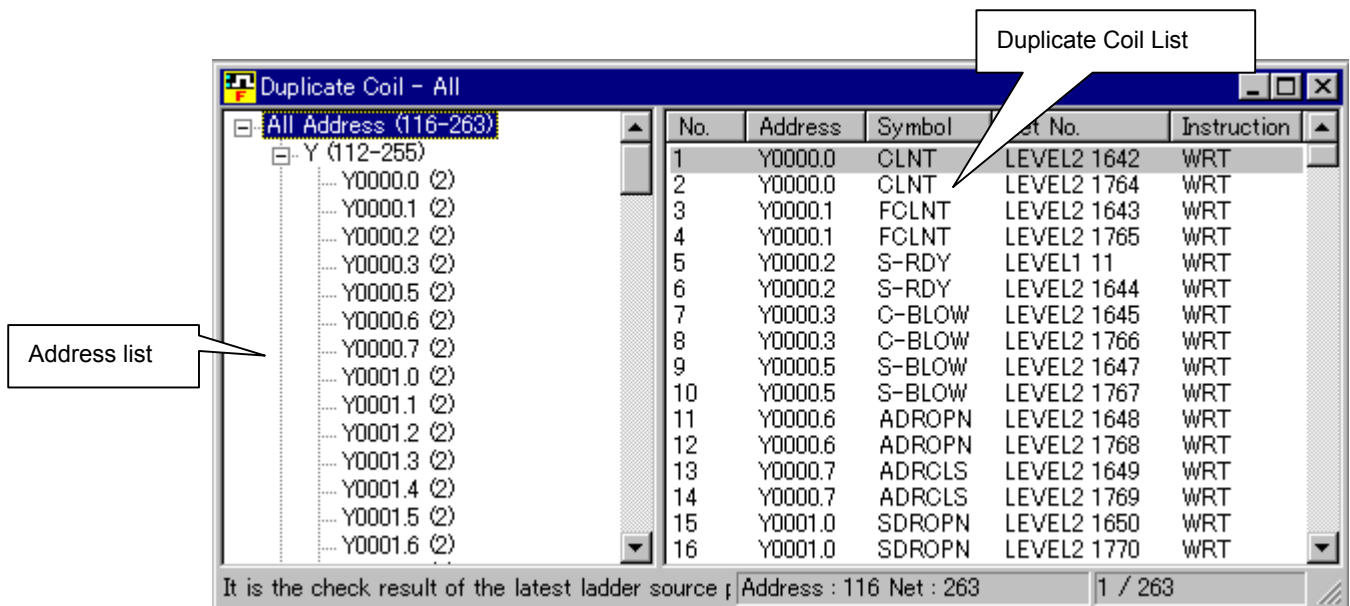 Duplicate Coil List
Duplicate Coil - All
All Address (116-263)
Y (112-255)
Y0000.0 (2)
Y0000.1 (2)
Y0000.2 (2)
Y0000.3 (2)
Y0000.5 (2)
Y0000.6 (2)
Y0000.7 (2)
Y0001.0 (2)
Y0001.1 (2)
Y0001.2 (2)
Y0001.3 (2)
Y0001.4 (2)
Y0001.5 (2)
Y0001.6 (2)
Address list
No. Address Symbol et No. Instruction
1 Y0000.0 CLNT LEVEL2 1642 WRT
2 Y0000.0 CLNT LEVEL2 1764 WRT
3 Y0000.1 FCLNT LEVEL2 1643 WRT
4 Y0000.1 FCLNT LEVEL2 1765 WRT
5 Y0000.2 S-RDY LEVEL1 11 WRT
6 Y0000.2 S-RDY LEVEL2 1644 WRT
7 Y0000.3 C-BLOW LEVEL2 1645 WRT
8 Y0000.3 C-BLOW LEVEL2 1766 WRT
9 Y0000.5 S-BLOW LEVEL2 1647 WRT
10 Y0000.5 S-BLOW LEVEL2 1767 WRT
11 Y0000.6 ADROPN LEVEL2 1648 WRT
12 Y0000.6 ADROPN LEVEL2 1768 WRT
13 Y0000.7 ADRCLS LEVEL2 1649 WRT
14 Y0000.7 ADRCLS LEVEL2 1769 WRT
15 Y0001.0 SDROPN LEVEL2 1650 WRT
16 Y0001.0 SDROPN LEVEL2 1770 WRT
It is the check result of the latest ladder source Address : 116 Net : 263 1 / 263